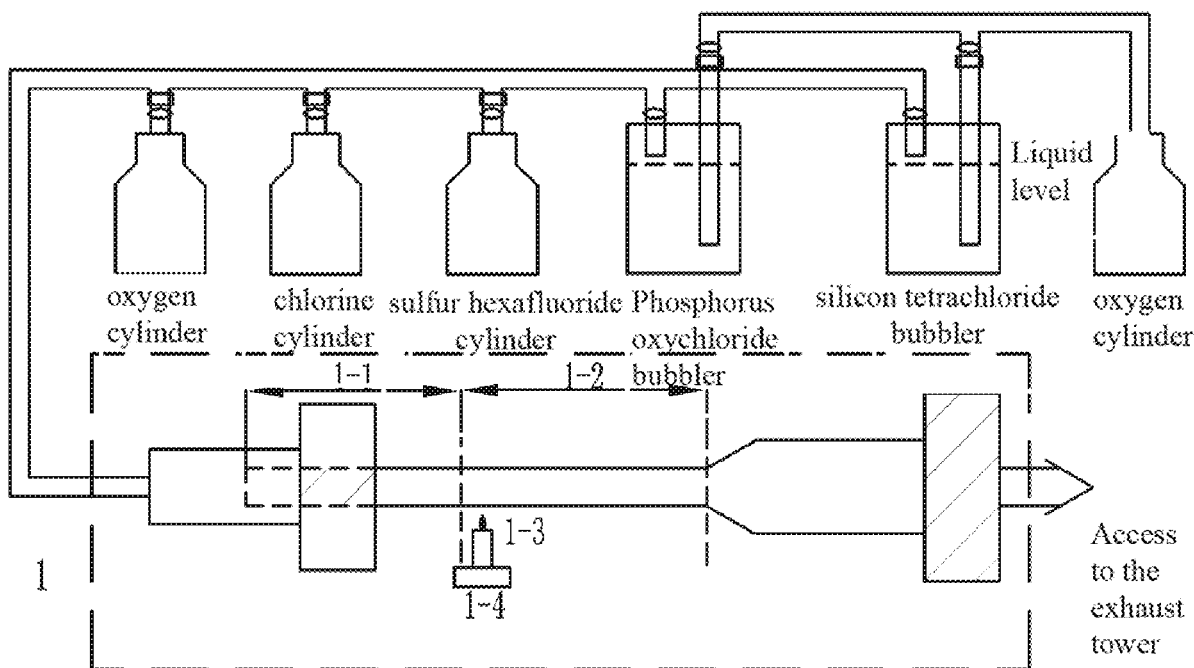 Liquid
level
oxygen
cylinder
chlorine
cylinder
sulfur hexafluoride
cylinder
Phosphorus
oxychloride
bubbler
silicon tetrachloride
bubbler
oxygen
cylinder
1-1
1-2
1-3
1-4
1
Access
to the
exhaust
tower